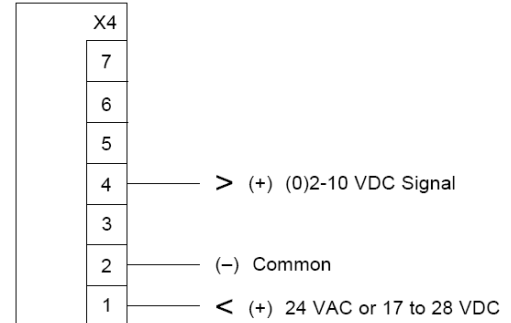 X4
7
6
5
4 > (+) (0)2-10 VDC Signal
3
2 (–) Common
1 < (+) 24 VAC or 17 to 28 VDC